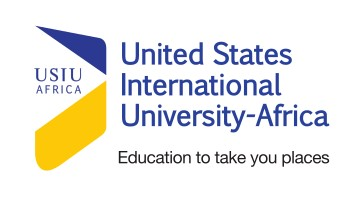 USIU
AFRICA
United States
International
University-Africa
Education to take you places